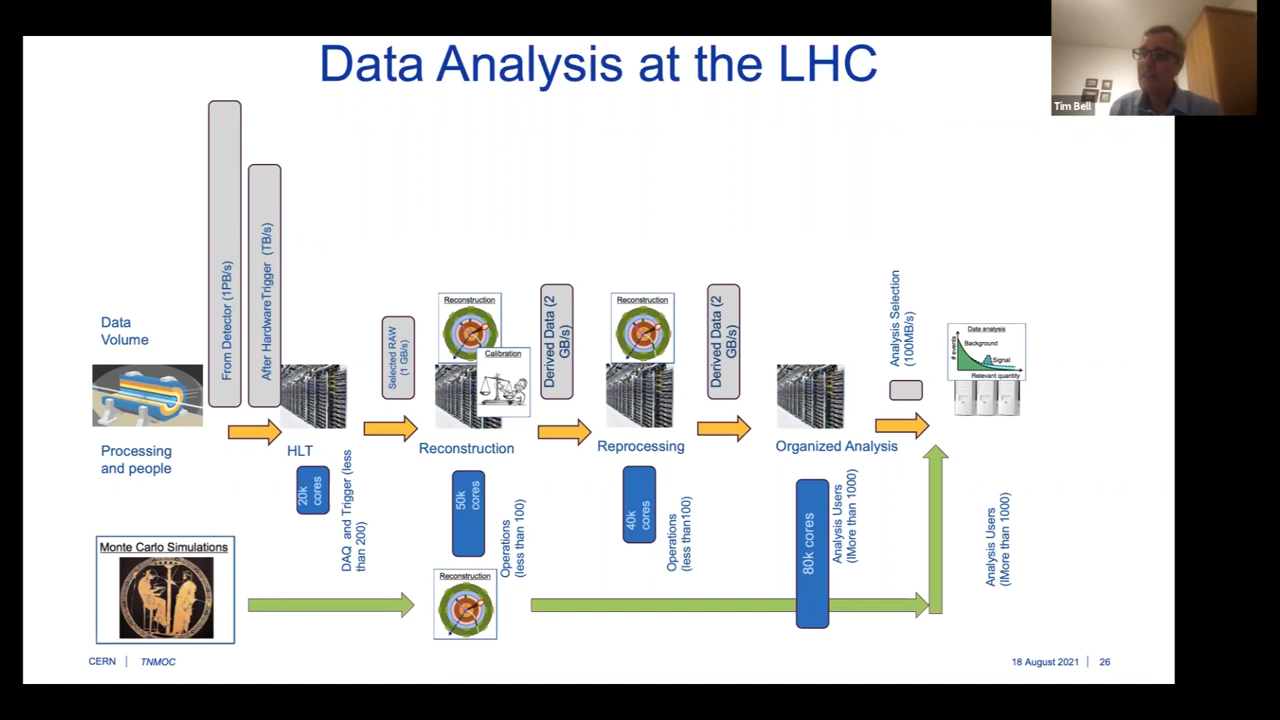 Data Analysis at the LHC
Tim Bell
Data
Volume
From Detector (1PB/s)
After HardwareTrigger (TB/s)
Selected RAW
(1 GB/s)
Reconstruction
Calibration
Derived Data (2
GB/s)
Reconstruction
Derived Data (2
GB/s)
Analysis Selection
(100MB/s)
Data analysis
# events
Background
Signal
Relevant quantity
Processing
and people
HLT
Reconstruction
Reprocessing
Organized Analysis
20k
cores
DAQ and Trigger (less
than 200)
50k
cores
Operations
(less than 100)
40k
cores
Operations
(less than100)
80k cores
Analysis Users
(lMore than 1000)
Analysis Users
(lMore than 1000)
Monte Carlo Simulations
Reconstruction
CERN | TNMOC
18 August 2021 | 26